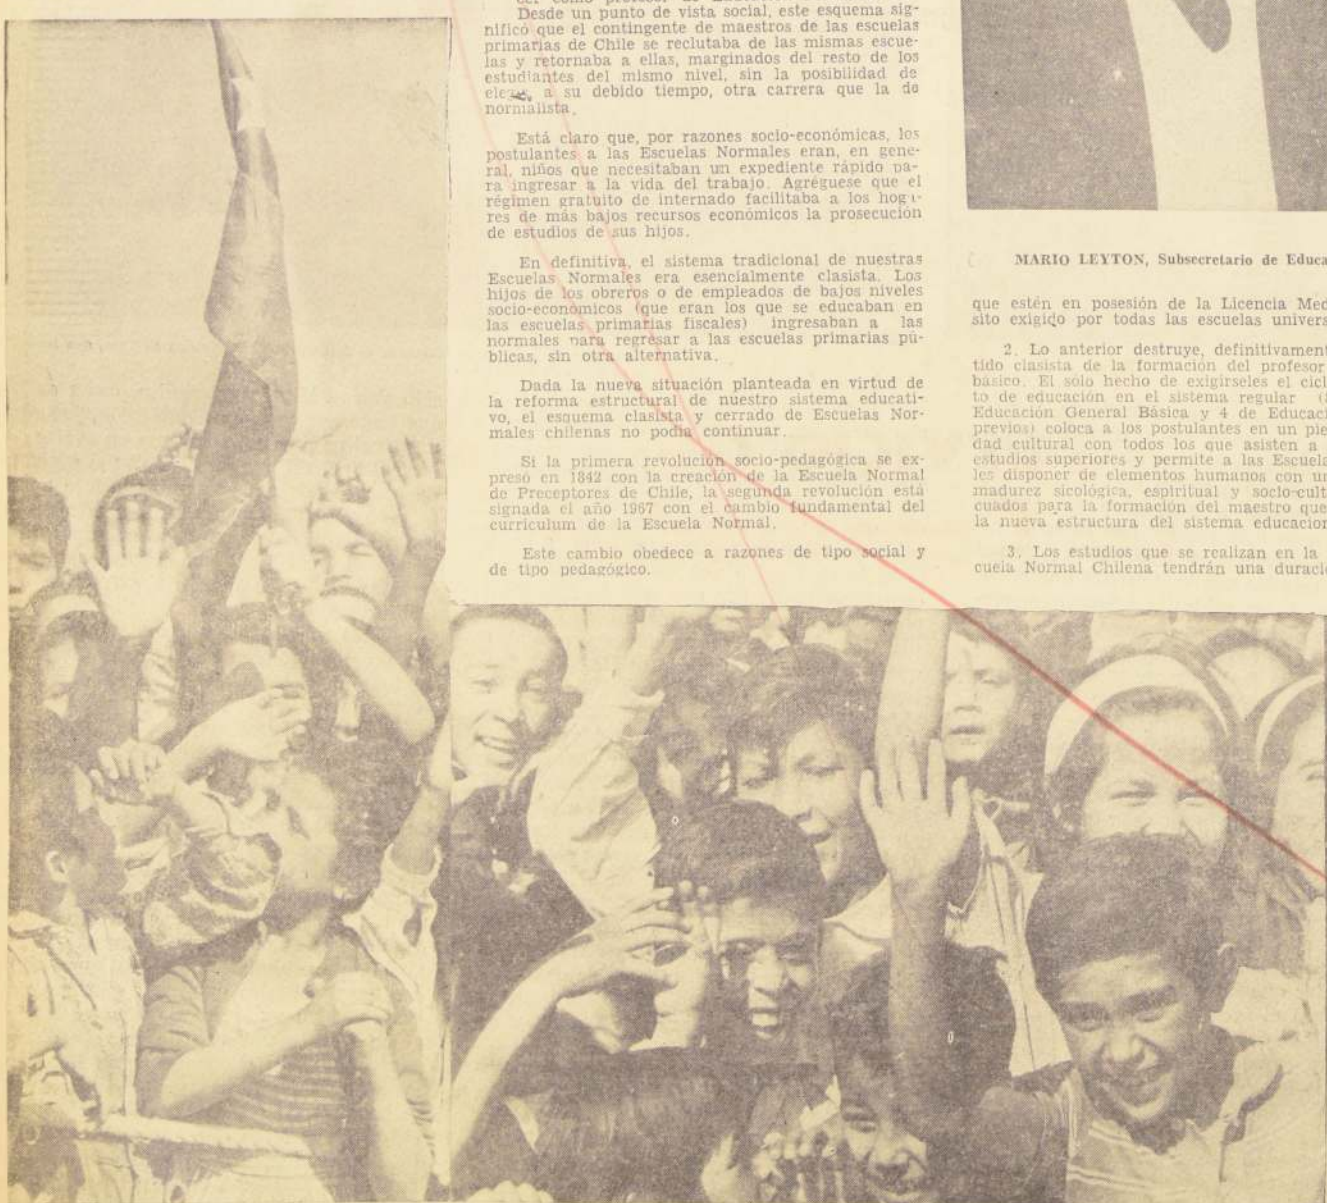 Desde un punto de vista social, este esquema sig-
nificó que el contingente de maestros de las escuelas
primarias de Chile se reclutaba de las mismas escue-
las y retornaba a ellas, marginados del resto de los
estudiantes del mismo nivel, sin la posibilidad de
a su debido tiempo, otra carrera que la de
normalista.
Está claro que, por razones socio-económicas, los
postulantes a las Escuelas Normales eran, en gene-
ral, niños que necesitaban un expediente rápido pa-
ra ingresar a la vida del trabajo. Agréguese que el
régimen gratuito de internado facilitaba a los
res de más bajos recursos económicos la prosecución
de estudios de sus hijos.
En definitiva, el sistema tradicional de nuestras
Escuelas Normales era esencialmente clasista. Los
hijos de los obreros o de empleados de bajos niveles
socio-económicos (que eran los que se educaban en
las escuelas primarias fiscales) ingresaban a las
normales para regresar a las escuelas primarias pú-
blicas, sin otra alternativa.
Dada la nueva situación planteada en virtud de
la reforma estructural de nuestro sistema educati-
vo, el esquema clasista y cerrado de Escuelas Nor-
males chilenas no podía continuar.
Si la primera revolución socio-pedagógica se ex-
presó en 1842 con la creación de la Escuela Normal
de Preceptores de Chile, la segunda revolución está
signada el año 1967 con el cambio fundamental del
curriculum de la Escuela Normal.
Este cambio obedece a razones de tipo social y
de tipo pedagógico.
MARIO LEYTON, Subsecretario de Educa
que estén en posesión de la Licencia Med
sito exigido por todas las escuelas univers
2. Lo anterior destruye, definitivament
tido clasista de la formación del profesor
básico. El sólo hecho de exigírseles el cicl
to de educación en el sistema regular
Educación General Básica y 4 de Educaci
previos) coloca a los postulantes en un pie
dad cultural con todos los que asisten a
estudios superiores y permite a las Escuela
les disponer de elementos humanos con un
madurez sicológica, espiritual y socio-cult
cuados para la formación del maestro que
la nueva estructura del sistema educacion
3. Los estudios que se realizan en la
cuela Normal Chilena tendrán una duraci